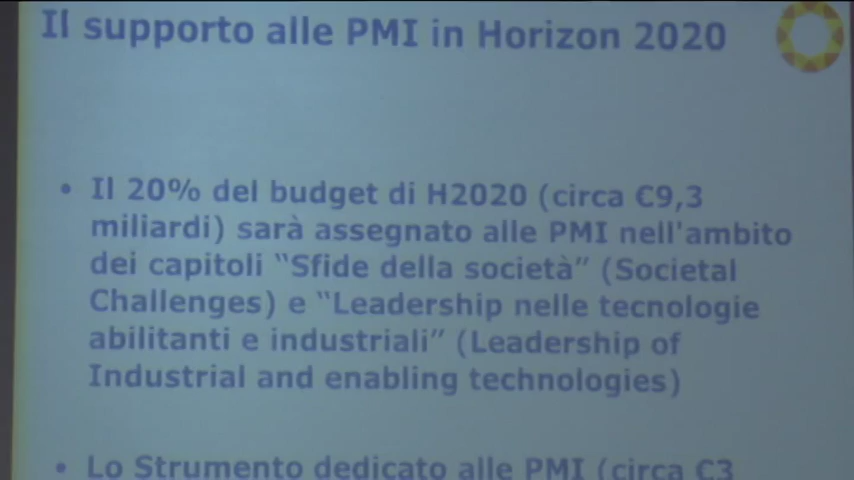 Il supporto alle PMI in Horizon 2020
• Il 20% del budget di H2020 (circa €9,3
miliardi) sarà assegnato alle PMI nell'ambito
dei capitoli “Sfide della società” (Societal
Challenges) e “Leadership nelle tecnologie
abilitanti e industriali” (Leadership of
Industrial and enabling technologies)
• Lo Strumento dedicato alle PMI (circa €3